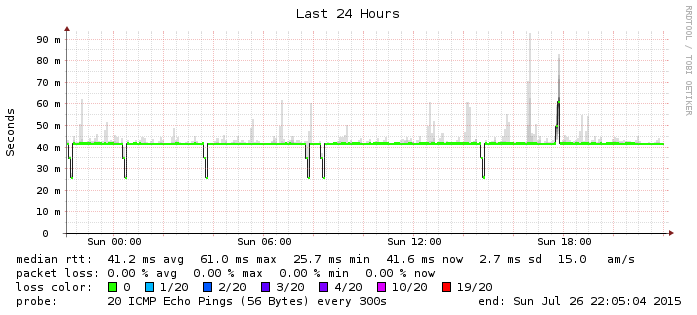 Last 24 Hours
RRDTOOL / TOBI OETIKER
Seconds
90 m
80 m
70 m
60 m
50 m
40 m
30 m
20 m
10 m
0
Sun 00:00 Sun 06:00 Sun 12:00 Sun 18:00
median rtt: 41.2 ms avg 61.0 ms max 25.7 ms min 41.6 ms now 2.7 ms sd 15.0 am/s
packet loss: 0.00 % avg 0.00 % max 0.00 % min 0.00 % now
loss color: 0 1/20 2/20 3/20 4/20 10/20 19/20
probe: 20 ICMP Echo Pings (56 Bytes) every 300s end: Sun Jul 26 22:05:04 2015